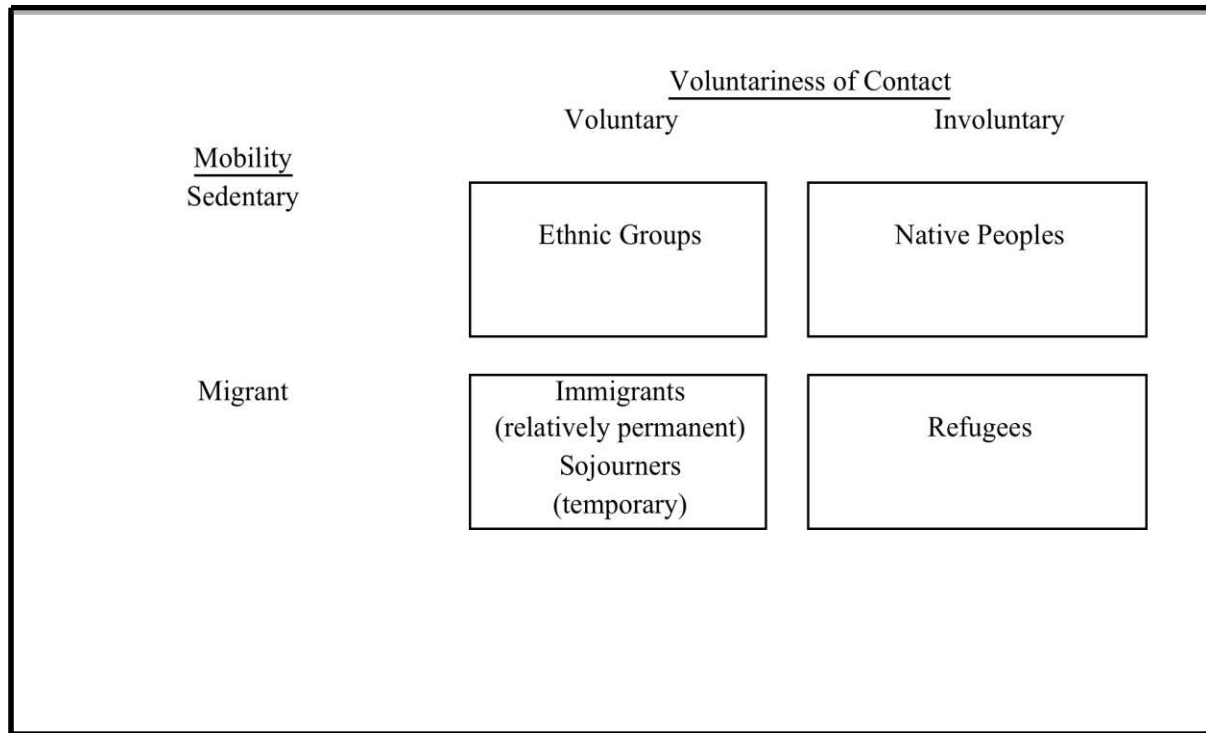 Voluntariness of Contact
Voluntary Involuntary
Mobility
Sedentary
Ethnic Groups Native Peoples
Migrant
Immigrants
(relatively permanent)
Sojourners
(temporary)
Refugees